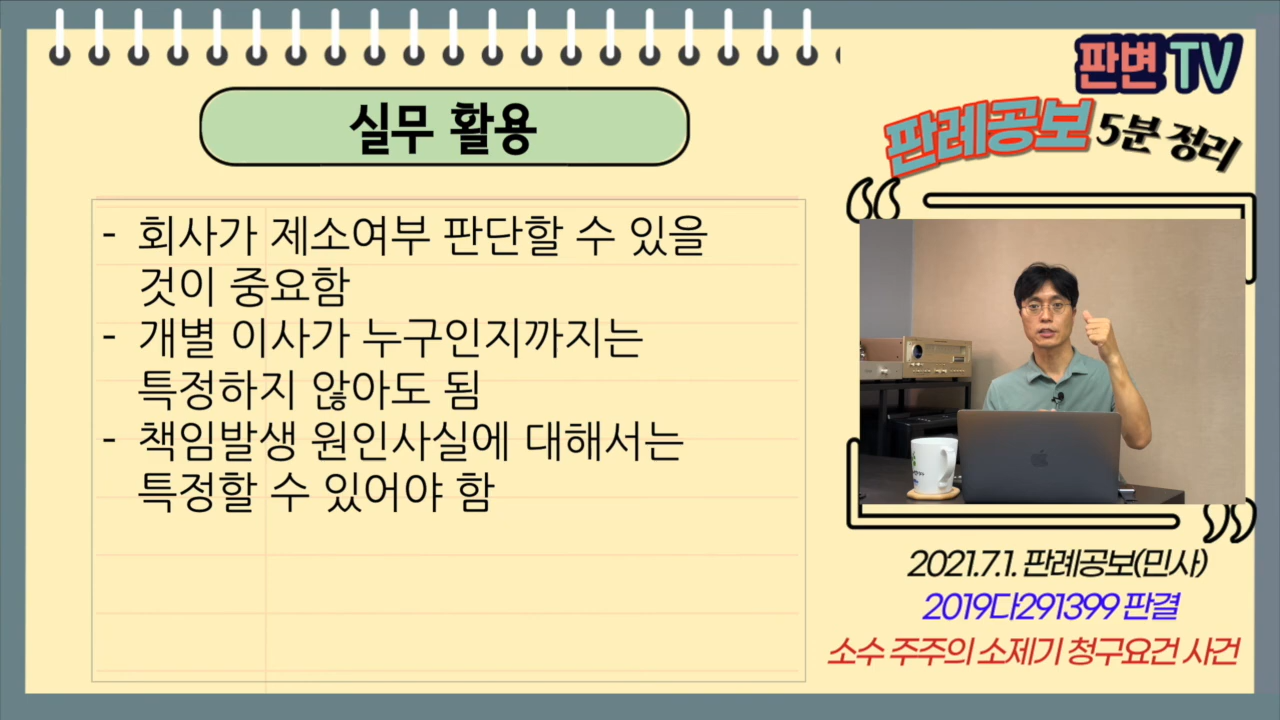 실무 활용
- 회사가 제소여부 판단할 수 있을
것이 중요함
- 개별 이사가 누구인지까지는
특정하지 않아도 됨
- 책임발생 원인사실에 대해서는
특정할 수 있어야 함
판변 TV
판례공보 5분 정리
2021.7.1. 판례공보(민사)
2019다291399 판결
소수 주주의 소제기 청구요건 사건